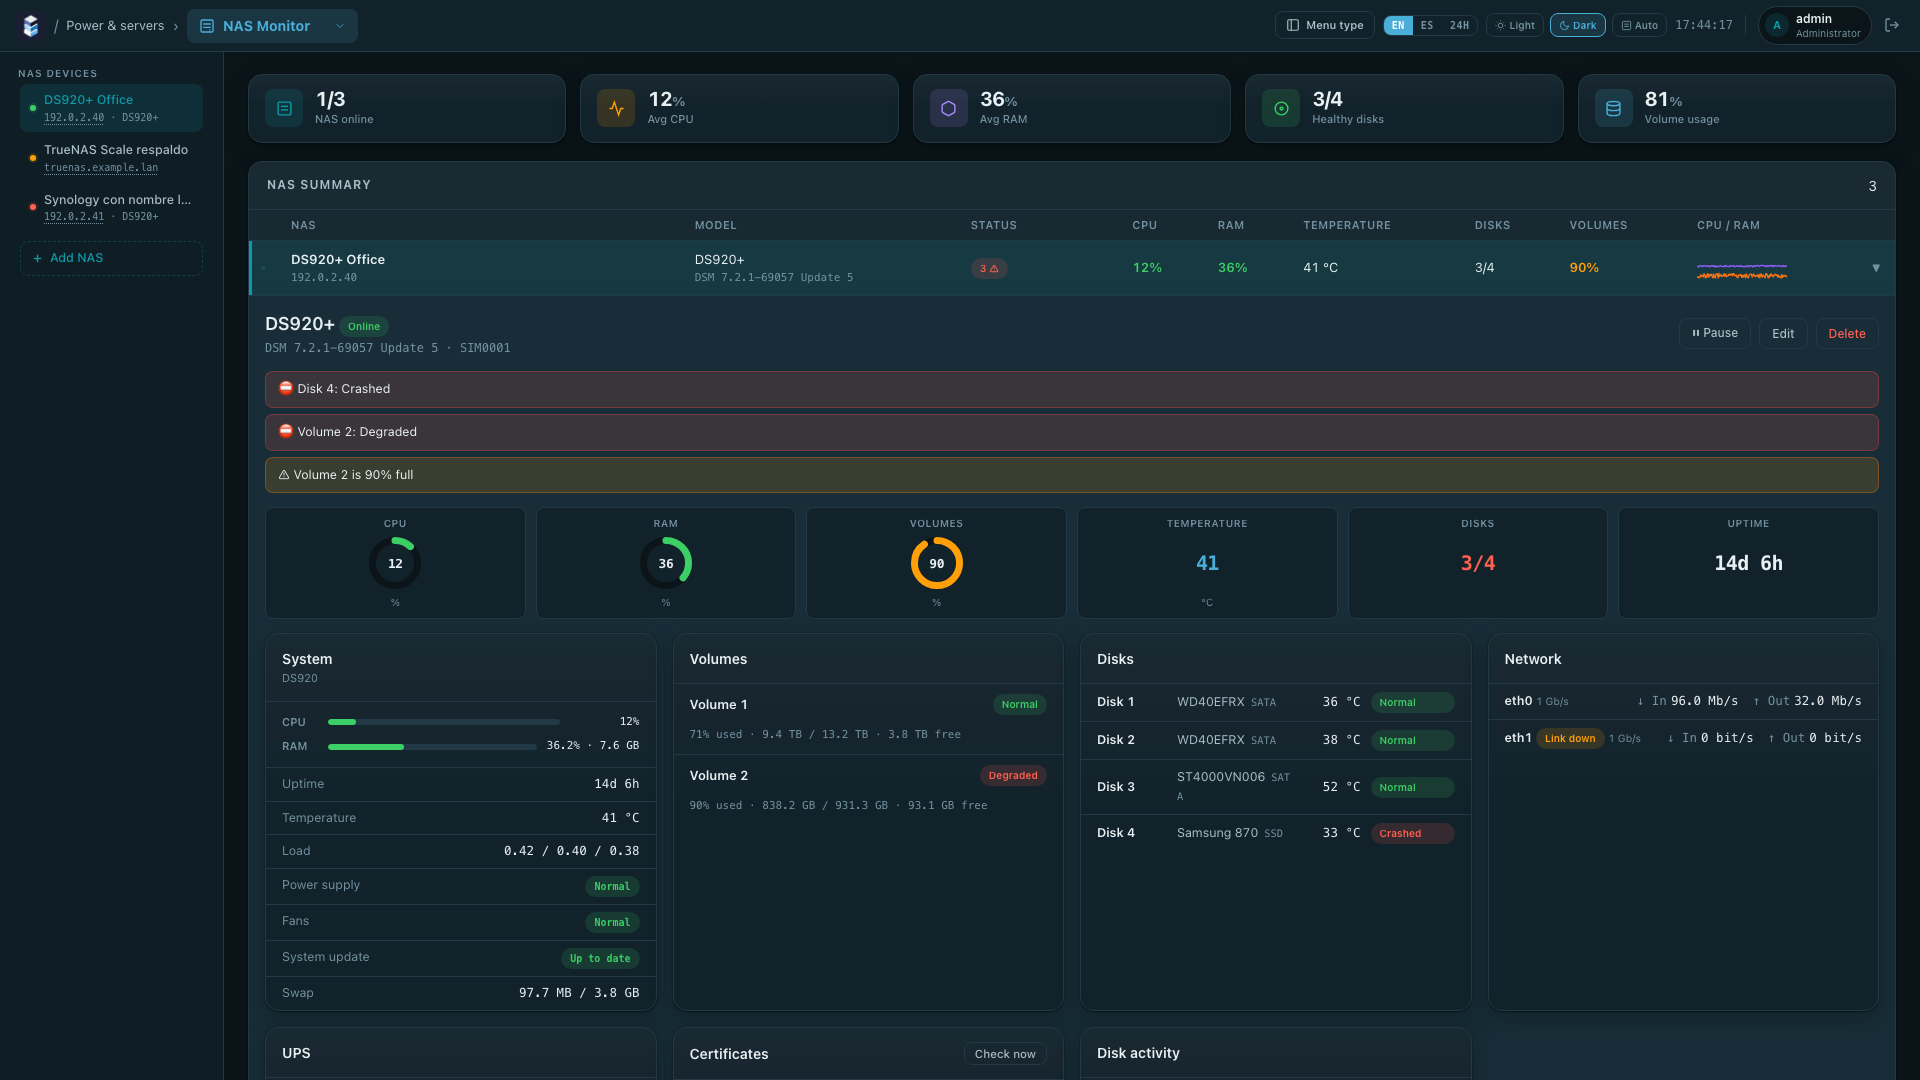 / Power & servers › NAS Monitor
Menu type EN ES 24H Light Dark Auto 17:44:17 A admin
Administrator
NAS DEVICES
DS920+ Office
192.0.2.40 · DS920+
TrueNAS Scale respaldo
truenas.example.lan
Synology con nombre l...
192.0.2.41 · DS920+
+ Add NAS
1/3
NAS online
12%
Avg CPU
36%
Avg RAM
3/4
Healthy disks
81%
Volume usage
NAS SUMMARY 3
NAS MODEL STATUS CPU RAM TEMPERATURE DISKS VOLUMES CPU / RAM
DS920+ Office DS920+ 3 ⚠ 12% 36% 41 °C 3/4 90% ▼
192.0.2.40 DSM 7.2.1-69057 Update 5
DS920+ Online
DSM 7.2.1-69057 Update 5 · SIM0001
Pause Edit Delete
⛔ Disk 4: Crashed
⛔ Volume 2: Degraded
⚠ Volume 2 is 90% full
CPU
12
%
RAM
36
%
VOLUMES
90
%
TEMPERATURE
41
°C
DISKS
3/4
UPTIME
14d 6h
System
DS920
CPU 12%
RAM 36.2% · 7.6 GB
Uptime 14d 6h
Temperature 41 °C
Load 0.42 / 0.40 / 0.38
Power supply Normal
Fans Normal
System update Up to date
Swap 97.7 MB / 3.8 GB
Volumes
Volume 1 Normal
71% used · 9.4 TB / 13.2 TB · 3.8 TB free
Volume 2 Degraded
90% used · 838.2 GB / 931.3 GB · 93.1 GB free
Disks
Disk 1 WD40EFRX SATA 36 °C Normal
Disk 2 WD40EFRX SATA 38 °C Normal
Disk 3 ST4000VN006 SAT
A 52 °C Normal
Disk 4 Samsung 870 SSD 33 °C Crashed
Network
eth0 1 Gb/s ↓ In 96.0 Mb/s ↑ Out 32.0 Mb/s
eth1 Link down 1 Gb/s ↓ In 0 bit/s ↑ Out 0 bit/s
UPS
Certificates Check now
Disk activity